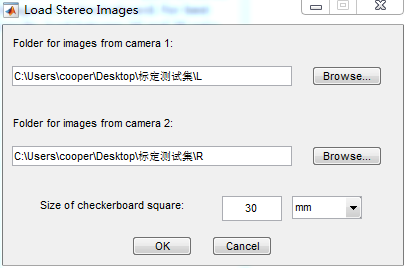 Load Stereo Images
Folder for images from camera 1:
C:\Users\cooper\Desktop\标定测试集\L
Browse...
Folder for images from camera 2:
C:\Users\cooper\Desktop\标定测试集\R
Browse...
Size of checkerboard square:
30
mm
OK
Cancel